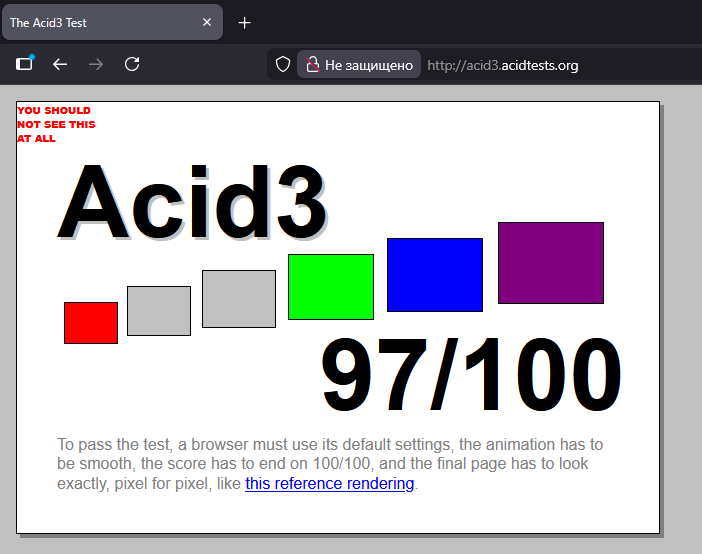 The Acid3 Test
Не защищено http://acid3.acidtests.org
YOU SHOULD
NOT SEE THIS
AT ALL
Acid3
97/100
To pass the test, a browser must use its default settings, the animation has to
be smooth, the score has to end on 100/100, and the final page has to look
exactly, pixel for pixel, like this reference rendering.